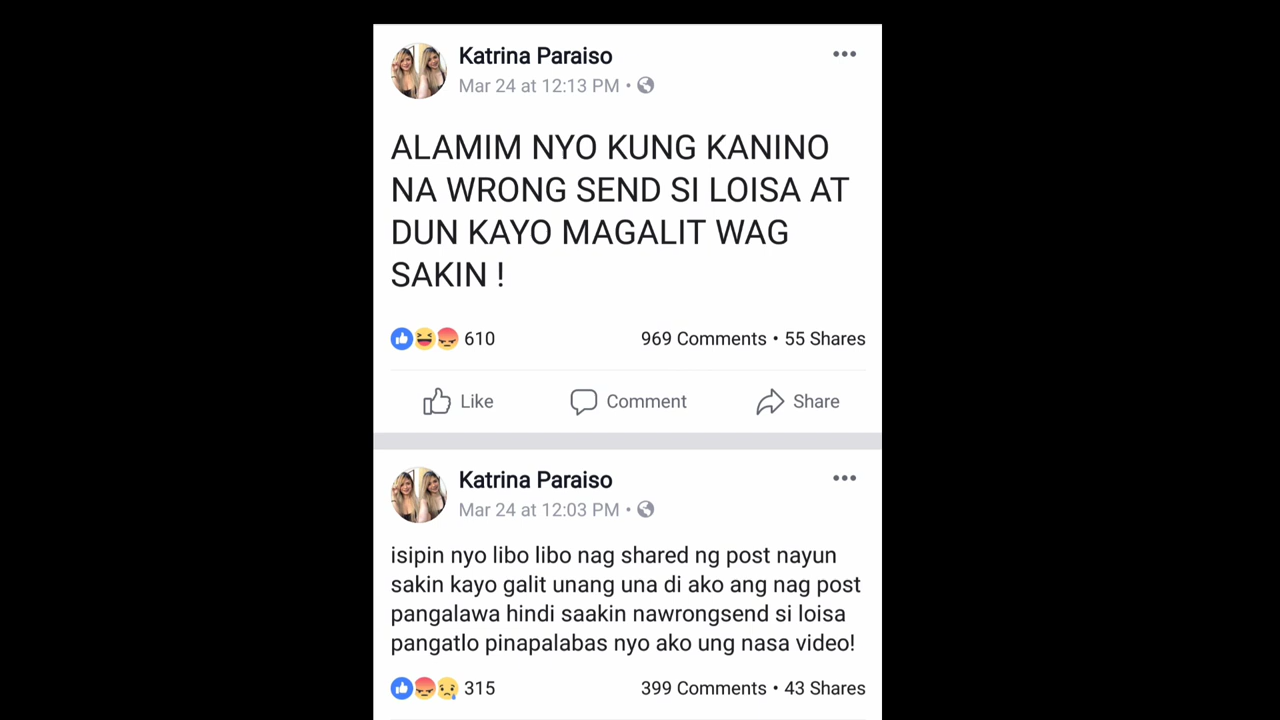 Katrina Paraiso
Mar 24 at 12:13 PM •
ALAMIM NYO KUNG KANINO
NA WRONG SEND SI LOISA AT
DUN KAYO MAGALIT WAG
SAKIN !
610 969 Comments • 55 Shares
Like Comment Share
Katrina Paraiso
Mar 24 at 12:03 PM •
isipin nyo libo libo nag shared ng post nayun
sakin kayo galit unang una di ako ang nag post
pangalawa hindi saakin nawrongsend si loisa
pangatlo pinapalabas nyo ako ung nasa video!
315 399 Comments • 43 Shares